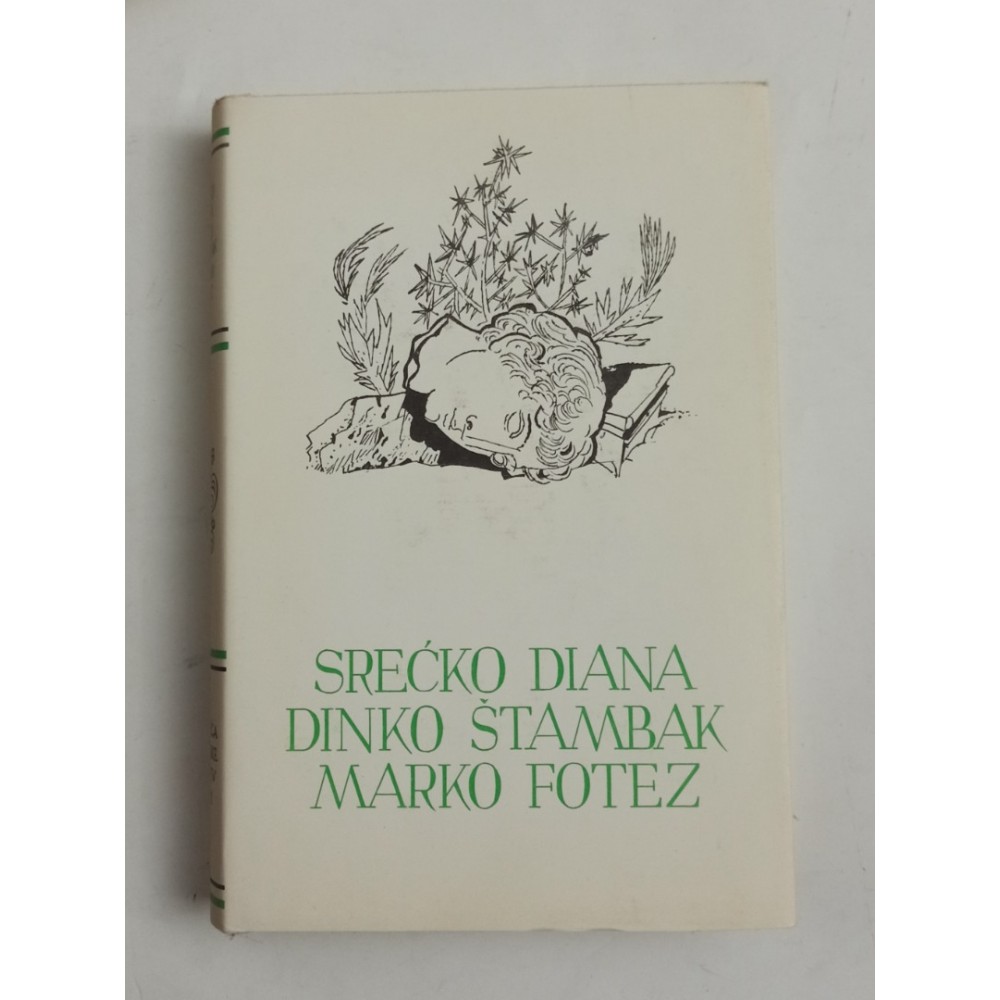 SREĆKO DIANA
DINKO ŠTAMBAK
MARKO FOTEZ